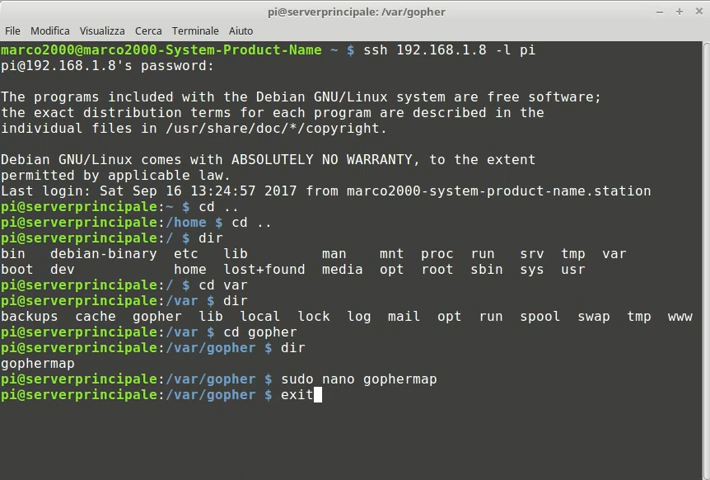 pi@serverprincipale: /var/gopher
File Modifica Visualizza Cerca Terminale Aiuto
marco2000@marco2000-System-Product-Name ~ $ ssh 192.168.1.8 -l pi
pi@192.168.1.8's password:
The programs included with the Debian GNU/Linux system are free software;
the exact distribution terms for each program are described in the
individual files in /usr/share/doc/*/copyright.
Debian GNU/Linux comes with ABSOLUTELY NO WARRANTY, to the extent
permitted by applicable law.
Last login: Sat Sep 16 13:24:57 2017 from marco2000-system-product-name.station
pi@serverprincipale:~ $ cd ..
pi@serverprincipale:/home $ cd ..
pi@serverprincipale:/ $ dir
bin debian-binary etc lib man mnt proc run srv tmp var
boot dev home lost+found media opt root sbin sys usr
pi@serverprincipale:/ $ cd var
pi@serverprincipale:/var $ dir
backups cache gopher lib local lock log mail opt run spool swap tmp www
pi@serverprincipale:/var $ cd gopher
pi@serverprincipale:/var/gopher $ dir
gophermap
pi@serverprincipale:/var/gopher $ sudo nano gophermap
pi@serverprincipale:/var/gopher $ exit